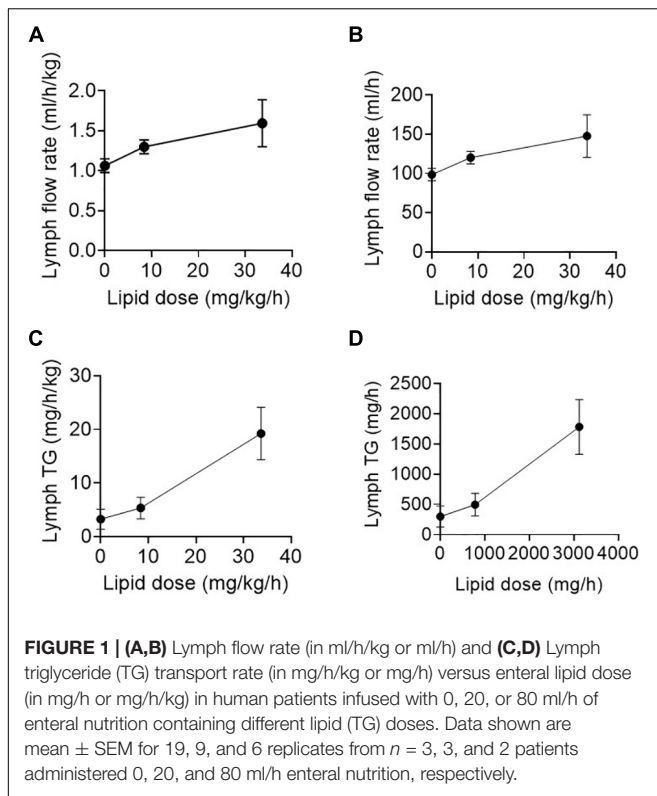 A
B
Lymph flow rate (ml/h/kg)
2.0
1.5
1.0
0.5
0.0
0 10 20 30 40
Lipid dose (mg/kg/h)
Lymph flow rate (ml/h)
200
150
100
50
0
0 10 20 30 40
Lipid dose (mg/kg/h)
C
D
Lymph TG (mg/h/kg)
30
20
10
0
0 10 20 30 40
Lipid dose (mg/kg/h)
Lymph TG (mg/h)
2500
2000
1500
1000
500
0
0 1000 2000 3000 4000
Lipid dose (mg/h)
FIGURE 1 | (A,B) Lymph flow rate (in ml/h/kg or ml/h) and (C,D) Lymph
triglyceride (TG) transport rate (in mg/h/kg or mg/h) versus enteral lipid dose
(in mg/h or mg/h/kg) in human patients infused with 0, 20, or 80 ml/h of
enteral nutrition containing different lipid (TG) doses. Data shown are
mean ± SEM for 19, 9, and 6 replicates from n = 3, 3, and 2 patients
administered 0, 20, and 80 ml/h enteral nutrition, respectively.